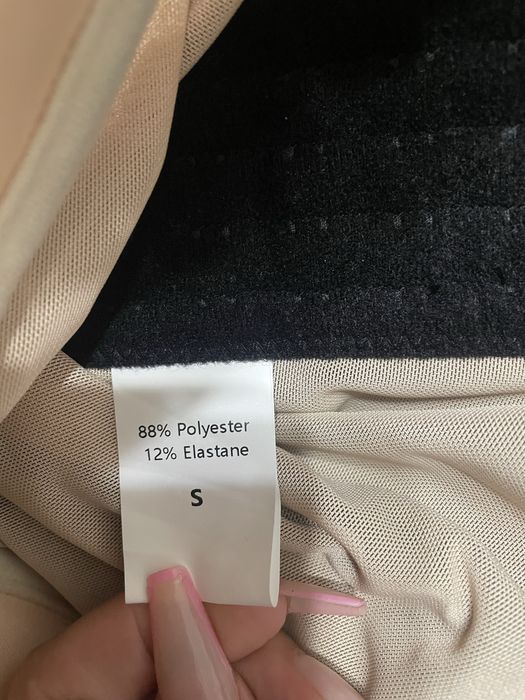 88% Polyester
12% Elastane
S